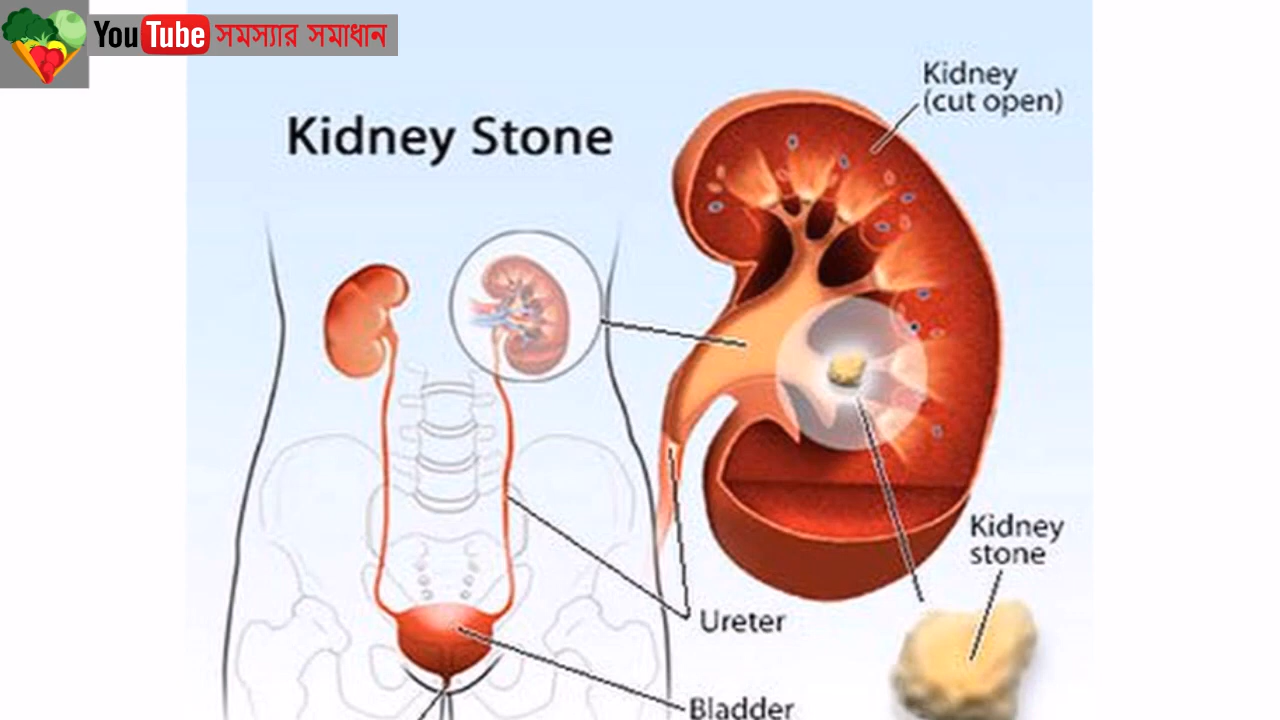 YouTube সমস্যার সমাধান
Kidney Stone
Kidney
(cut open)
Kidney
stone
Ureter
Bladder